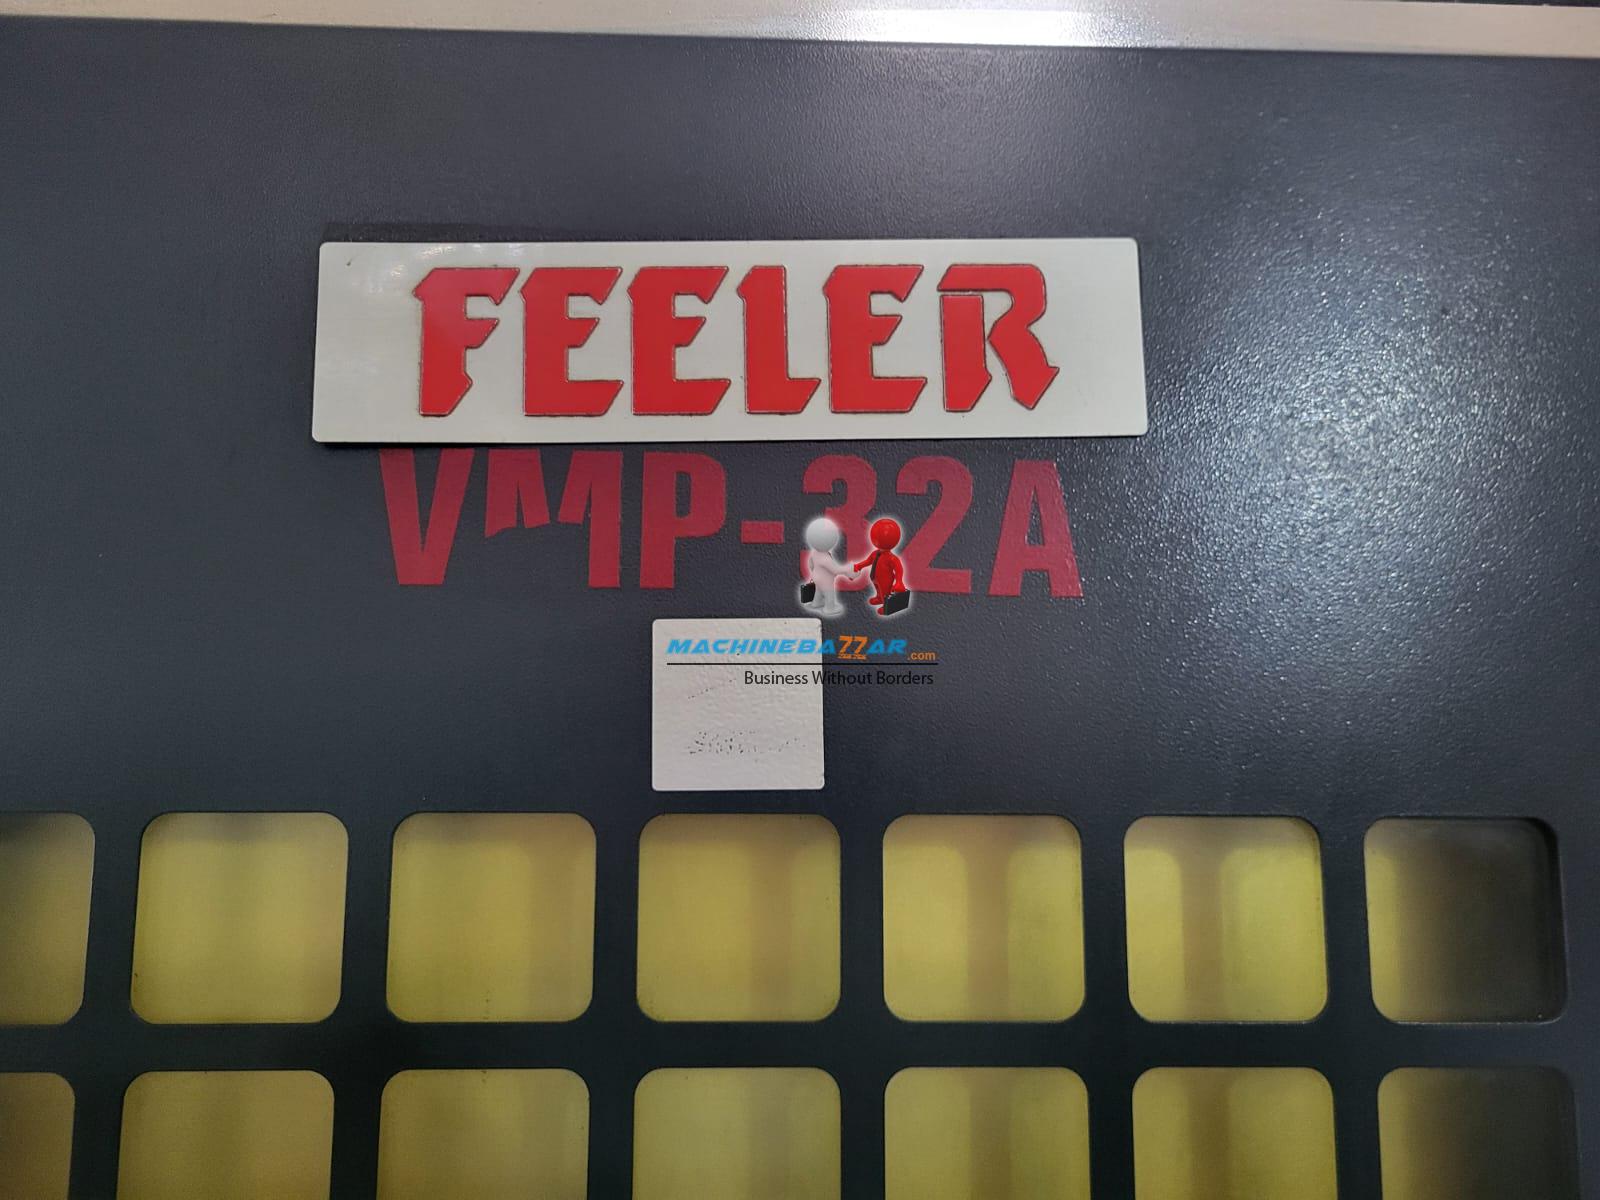 FEELER
VMP-32A
MACHINEBAZZAR.com
Business Without Borders